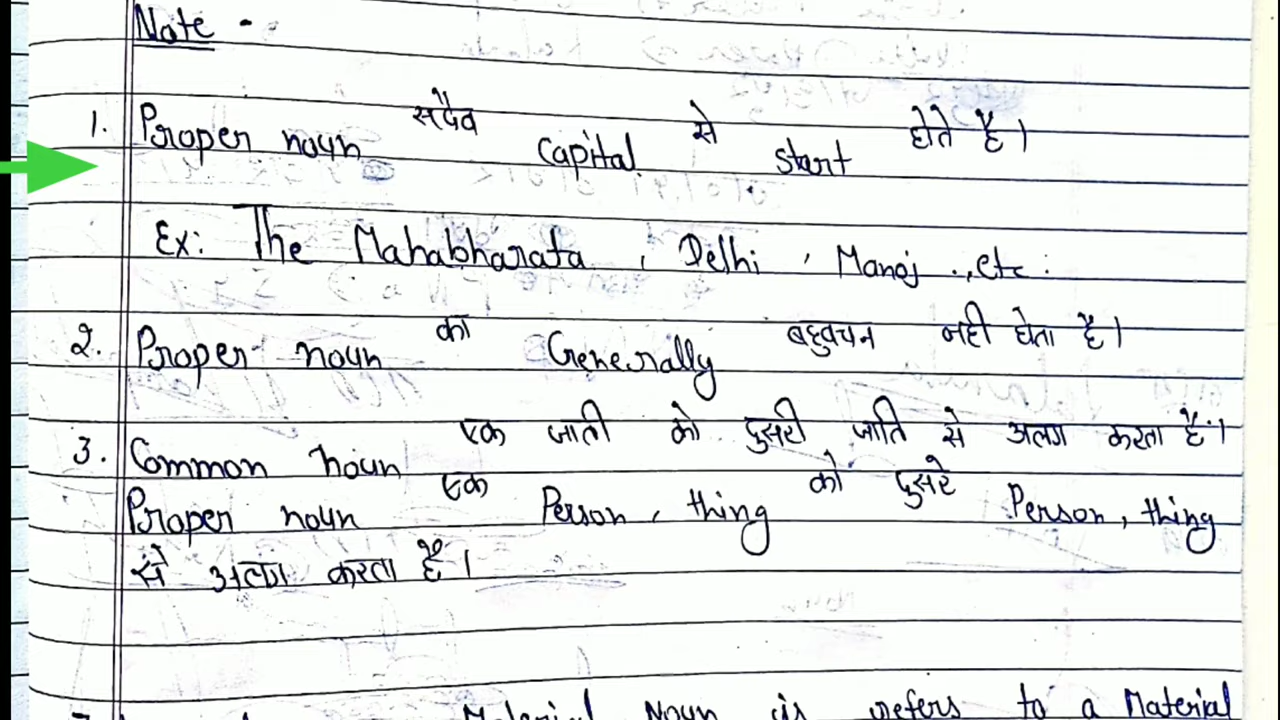 Note -
1. Proper noun सदैव capital से start होते है।
Ex: The Mahabharata, Delhi, Manoj ., etc.
2. Proper noun का Generally बहुवचन नही होता है।
3. Common noun एक जाती को दुसरी जाति से अलग करता है।
Proper noun एक Person, thing को दुसरे Person, thing
से अलग करता है।
Material Noun is refers to a Material